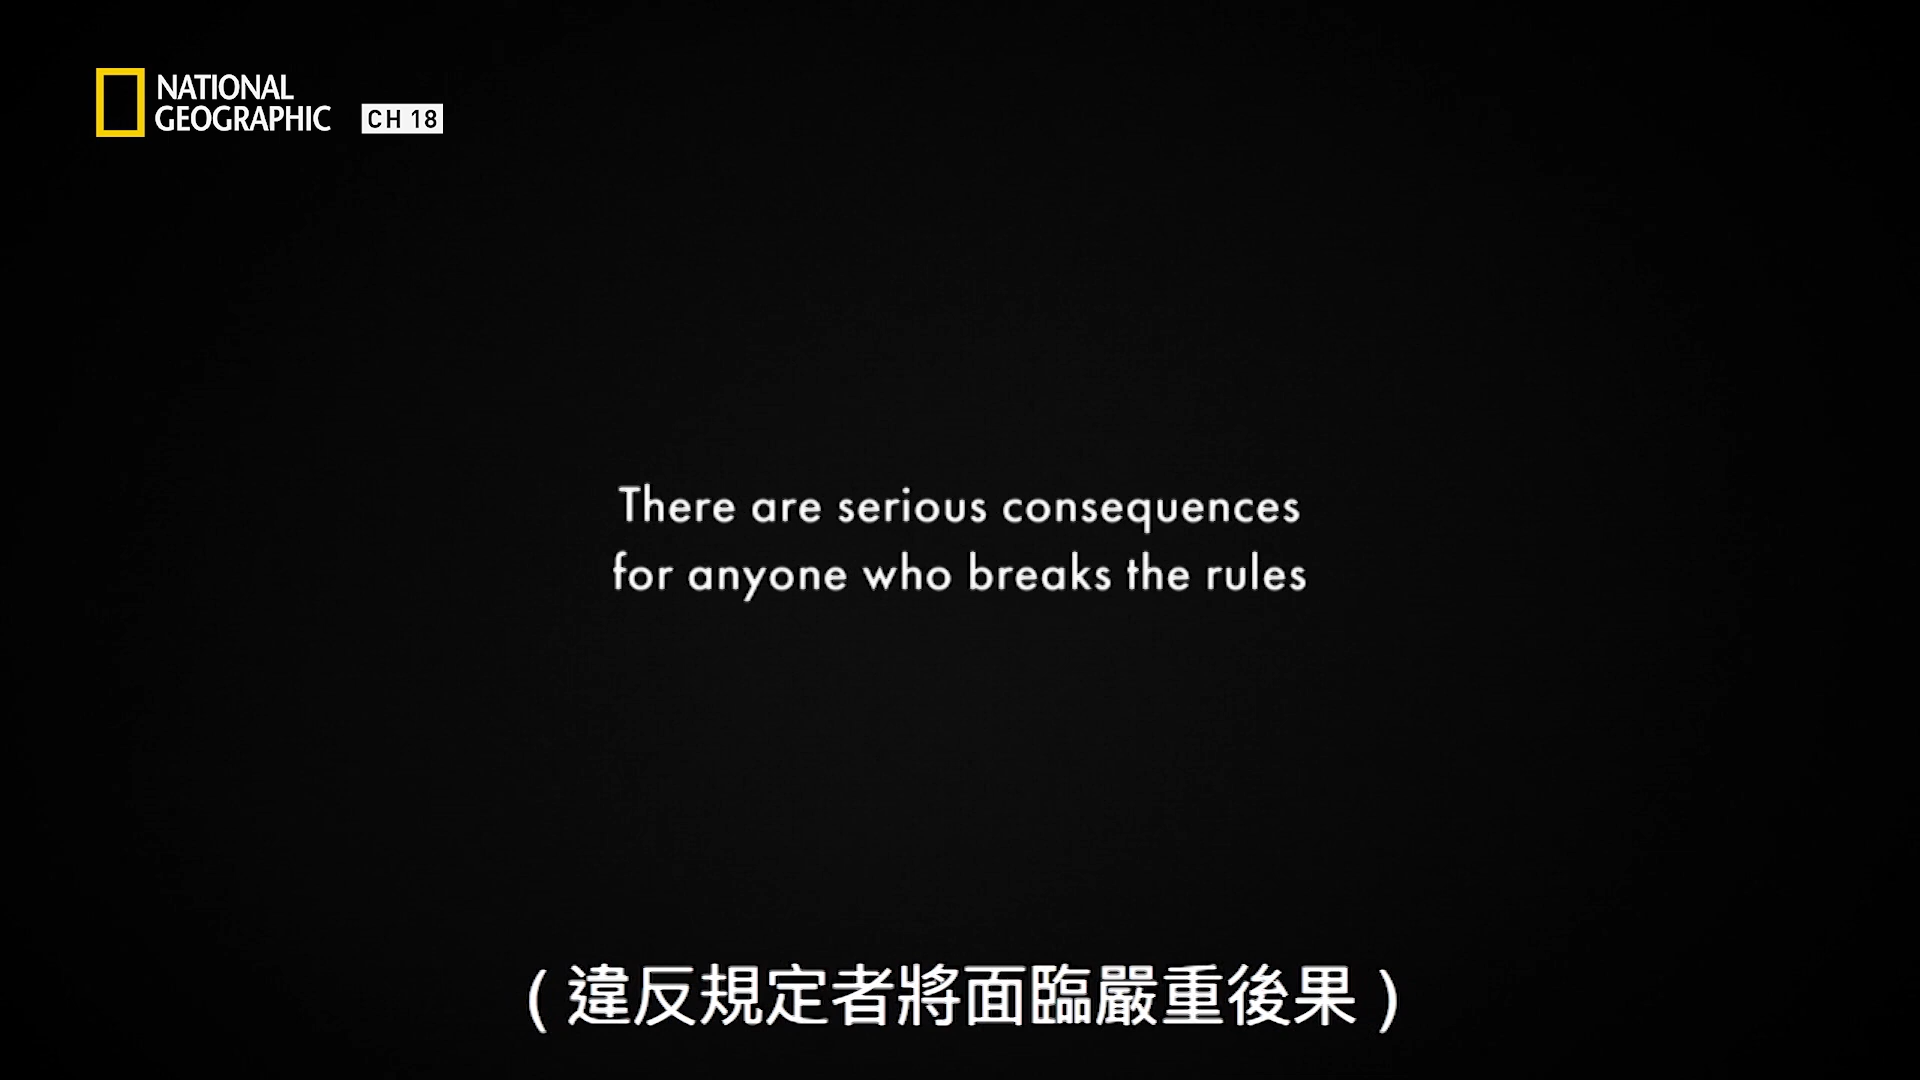 NATIONAL
GEOGRAPHIC
CH 18
There are serious consequences
for anyone who breaks the rules
(違反規定者將面臨嚴重後果)